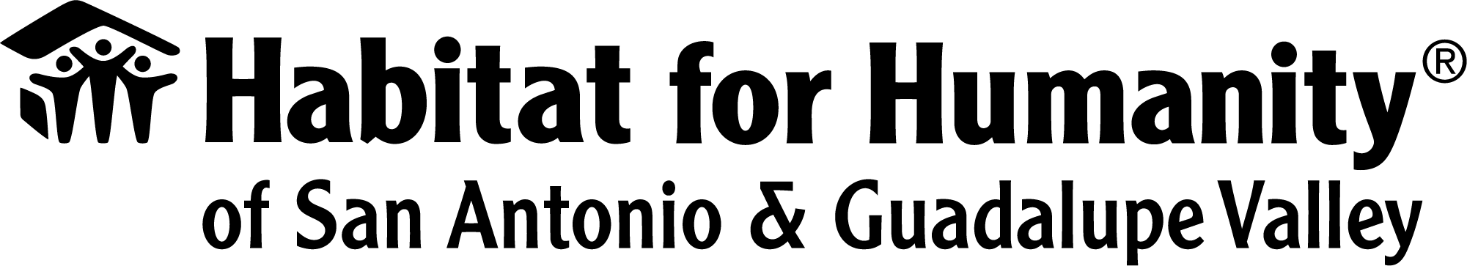 Habitat for Humanity®
of San Antonio & Guadalupe Valley